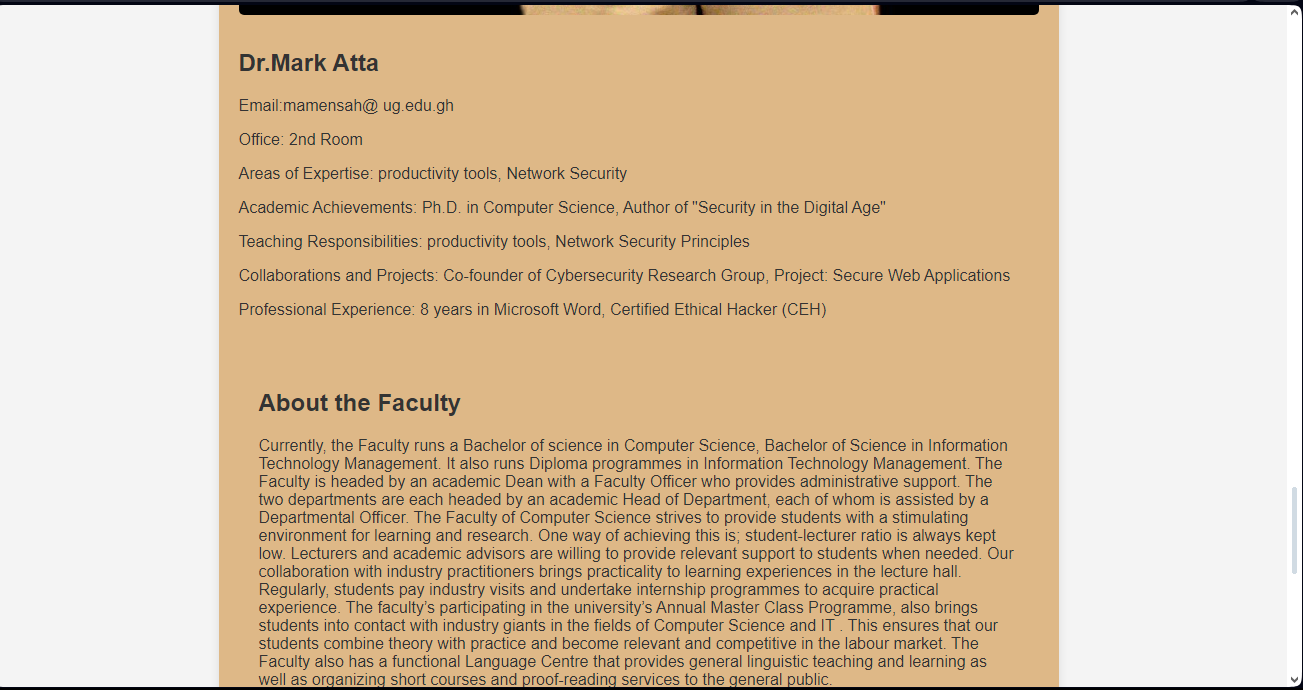 Dr.Mark Atta
Email:mamensah@ ug.edu.gh
Office: 2nd Room
Areas of Expertise: productivity tools, Network Security
Academic Achievements: Ph.D. in Computer Science, Author of "Security in the Digital Age"
Teaching Responsibilities: productivity tools, Network Security Principles
Collaborations and Projects: Co-founder of Cybersecurity Research Group, Project: Secure Web Applications
Professional Experience: 8 years in Microsoft Word, Certified Ethical Hacker (CEH)
About the Faculty
Currently, the Faculty runs a Bachelor of science in Computer Science, Bachelor of Science in Information
Technology Management. It also runs Diploma programmes in Information Technology Management. The
Faculty is headed by an academic Dean with a Faculty Officer who provides administrative support. The
two departments are each headed by an academic Head of Department, each of whom is assisted by a
Departmental Officer. The Faculty of Computer Science strives to provide students with a stimulating
environment for learning and research. One way of achieving this is; student-lecturer ratio is always kept
low. Lecturers and academic advisors are willing to provide relevant support to students when needed. Our
collaboration with industry practitioners brings practicality to learning experiences in the lecture hall.
Regularly, students pay industry visits and undertake internship programmes to acquire practical
experience. The faculty’s participating in the university’s Annual Master Class Programme, also brings
students into contact with industry giants in the fields of Computer Science and IT . This ensures that our
students combine theory with practice and become relevant and competitive in the labour market. The
Faculty also has a functional Language Centre that provides general linguistic teaching and learning as
well as organizing short courses and proof-reading services to the general public.